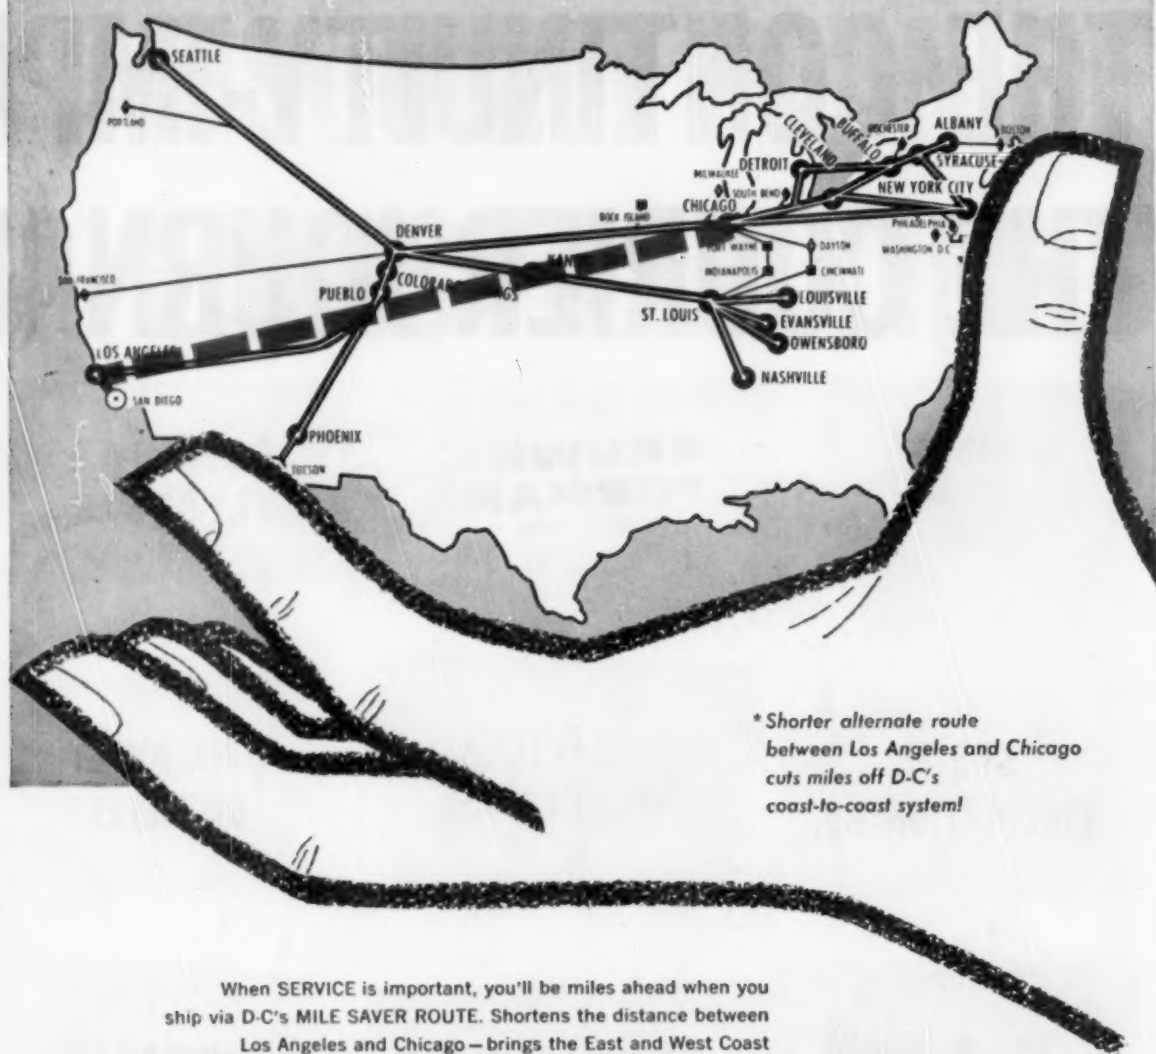 SEATTLE
PORTLAND
ROCHESTER
ALBANY
BOSTON
BUFFALO
CLEVELAND
DETROIT
SYRACUSE
MILWAUKEE
SOUTH BEND
NEW YORK CITY
CHICAGO
ROCK ISLAND
PHILADELPHIA
WASHINGTON D.C.
DENVER
FORT WAYNE
DAYTON
SAN FRANCISCO
INDIANAPOLIS
CINCINNATI
PUEBLO
LOUISVILLE
ST. LOUIS
EVANSVILLE
OWENSBORO
LOS ANGELES
NASHVILLE
SAN DIEGO
PHOENIX
TUCSON
* Shorter alternate route
between Los Angeles and Chicago
cuts miles off D-C's
coast-to-coast system!
When SERVICE is important, you'll be miles ahead when you
ship via D-C's MILE SAVER ROUTE. Shortens the distance between
Los Angeles and Chicago — brings the East and West Coast